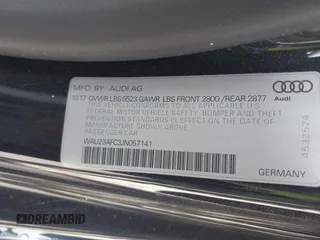 MFD. BY AUDI AG
10.17 GVWR LBS 5523 GAWR LBS FRONT 2800 /REAR 2877
THIS VEHICLE CONFORMS TO ALL APPLICABLE
FEDERAL MOTOR VEHICLE SAFETY, BUMPER,
AND THEFT PREVENTION STANDARDS
IN EFFECT ON THE DATE OF
MANUFACTURE SHOWN ABOVE.
PASSENGER CAR
WAU23AFC3JN057141
Audi
4532524
GERMANY
DREAMBID